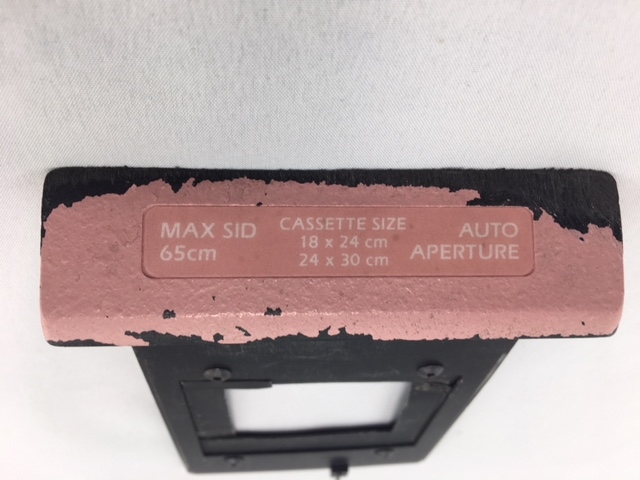 MAX SID
65cm
CASSETTE SIZE
18 x 24 cm
24 x 30 cm
AUTO
APERTURE